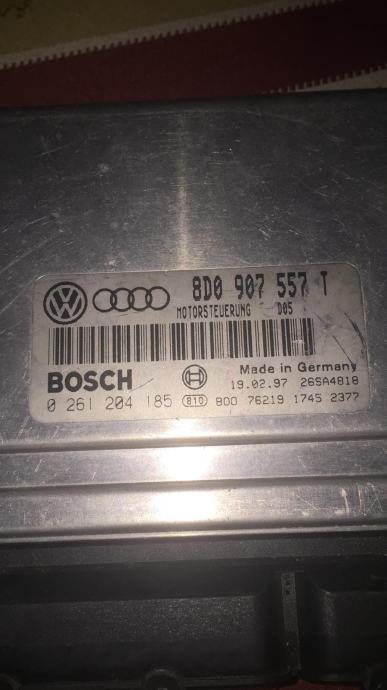 8D0 907 557 T
MOTORSTEUERUNG D05
BOSCH Made in Germany
19.02.97 26SA4818
0 261 204 185 810 800 76219 1745 2377